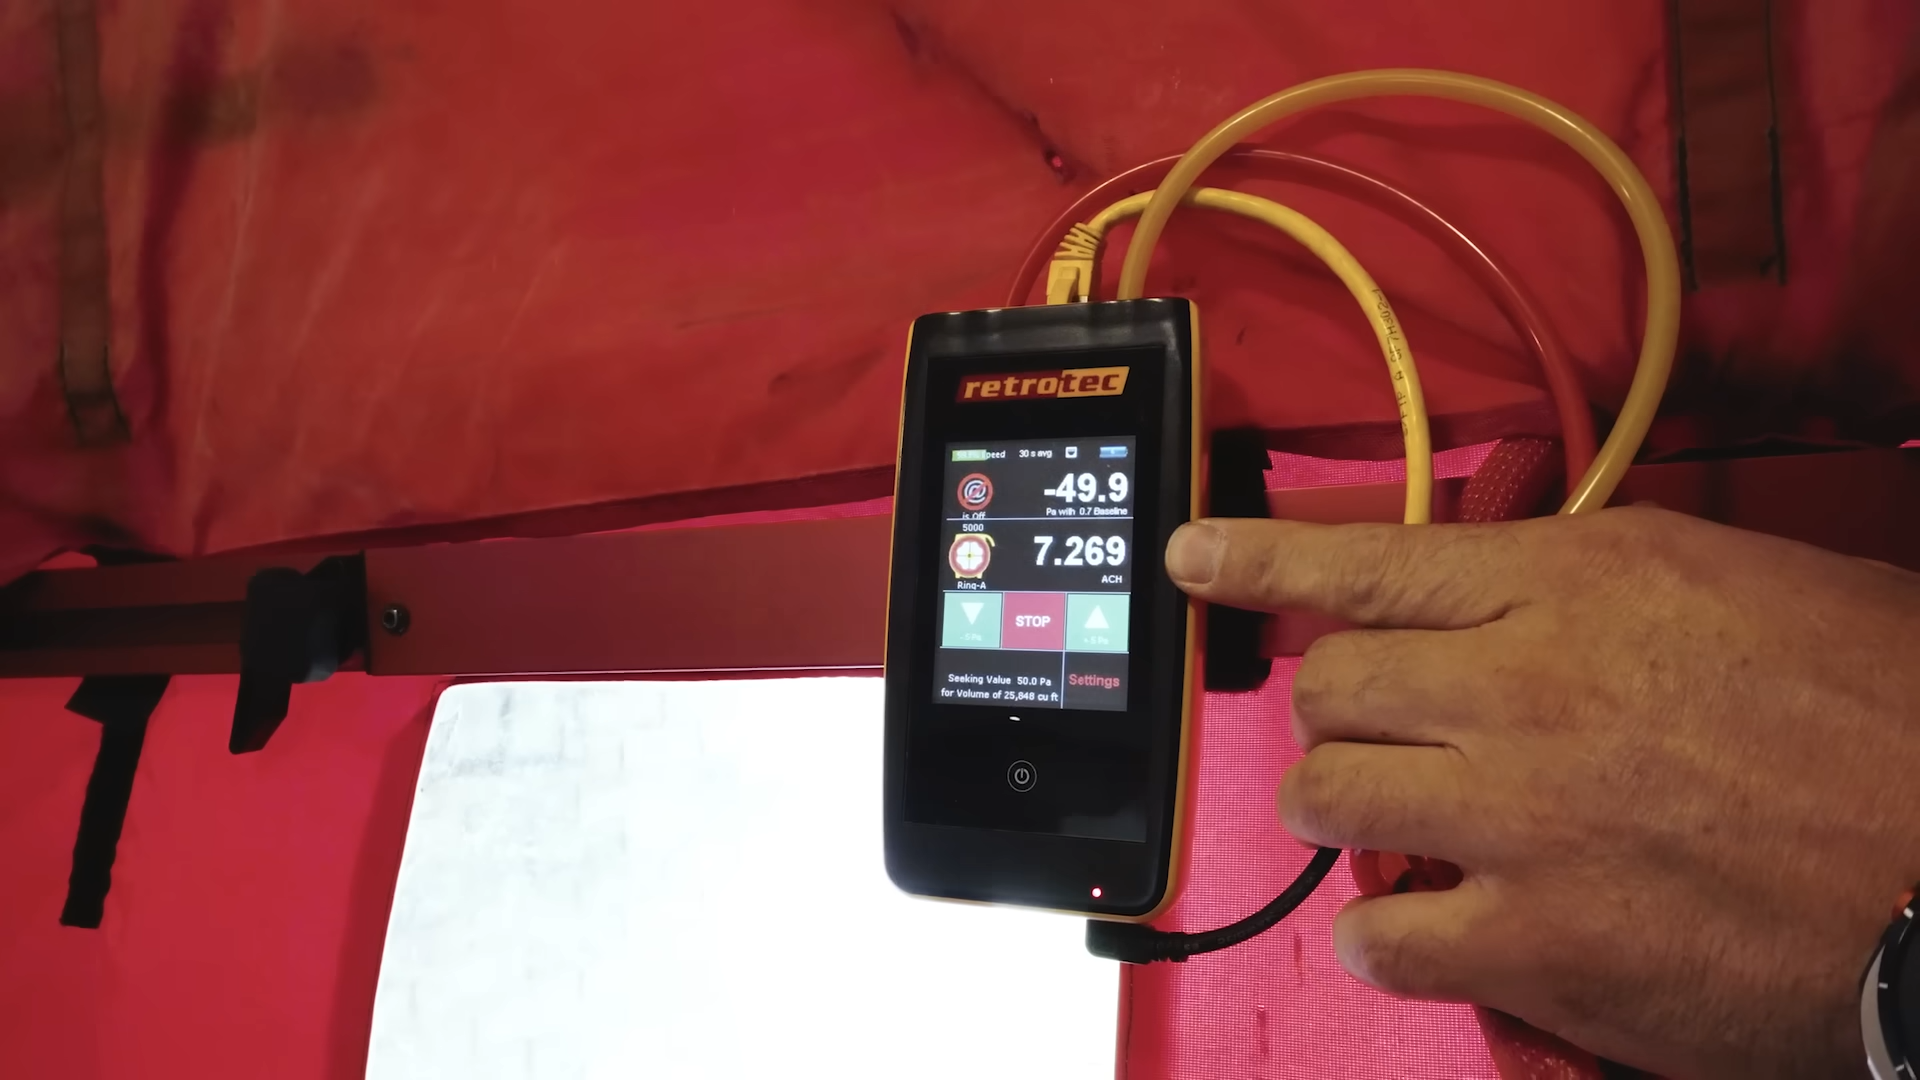 retrotec
speed 30 s avg
-49.9
is Off
Pa with 0.7 Baseline
5000
7.269
Ring-A
ACH
STOP
Seeking Value 50.0 Pa
for Volume of 25,848 cu ft
Settings